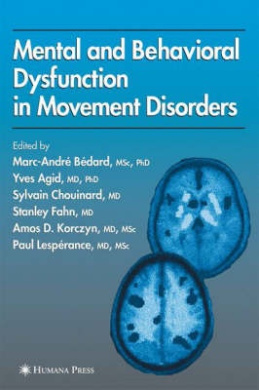 Mental and Behavioral
Dysfunction
in Movement Disorders
Edited by
Marc-André Bédard, MSc, PhD
Yves Agid, MD, PhD
Sylvain Chouinard, MD
Stanley Fahn, MD
Amos D. Korczyn, MD, MSc
Paul Lespérance, MD, MSc
HUMANA PRESS